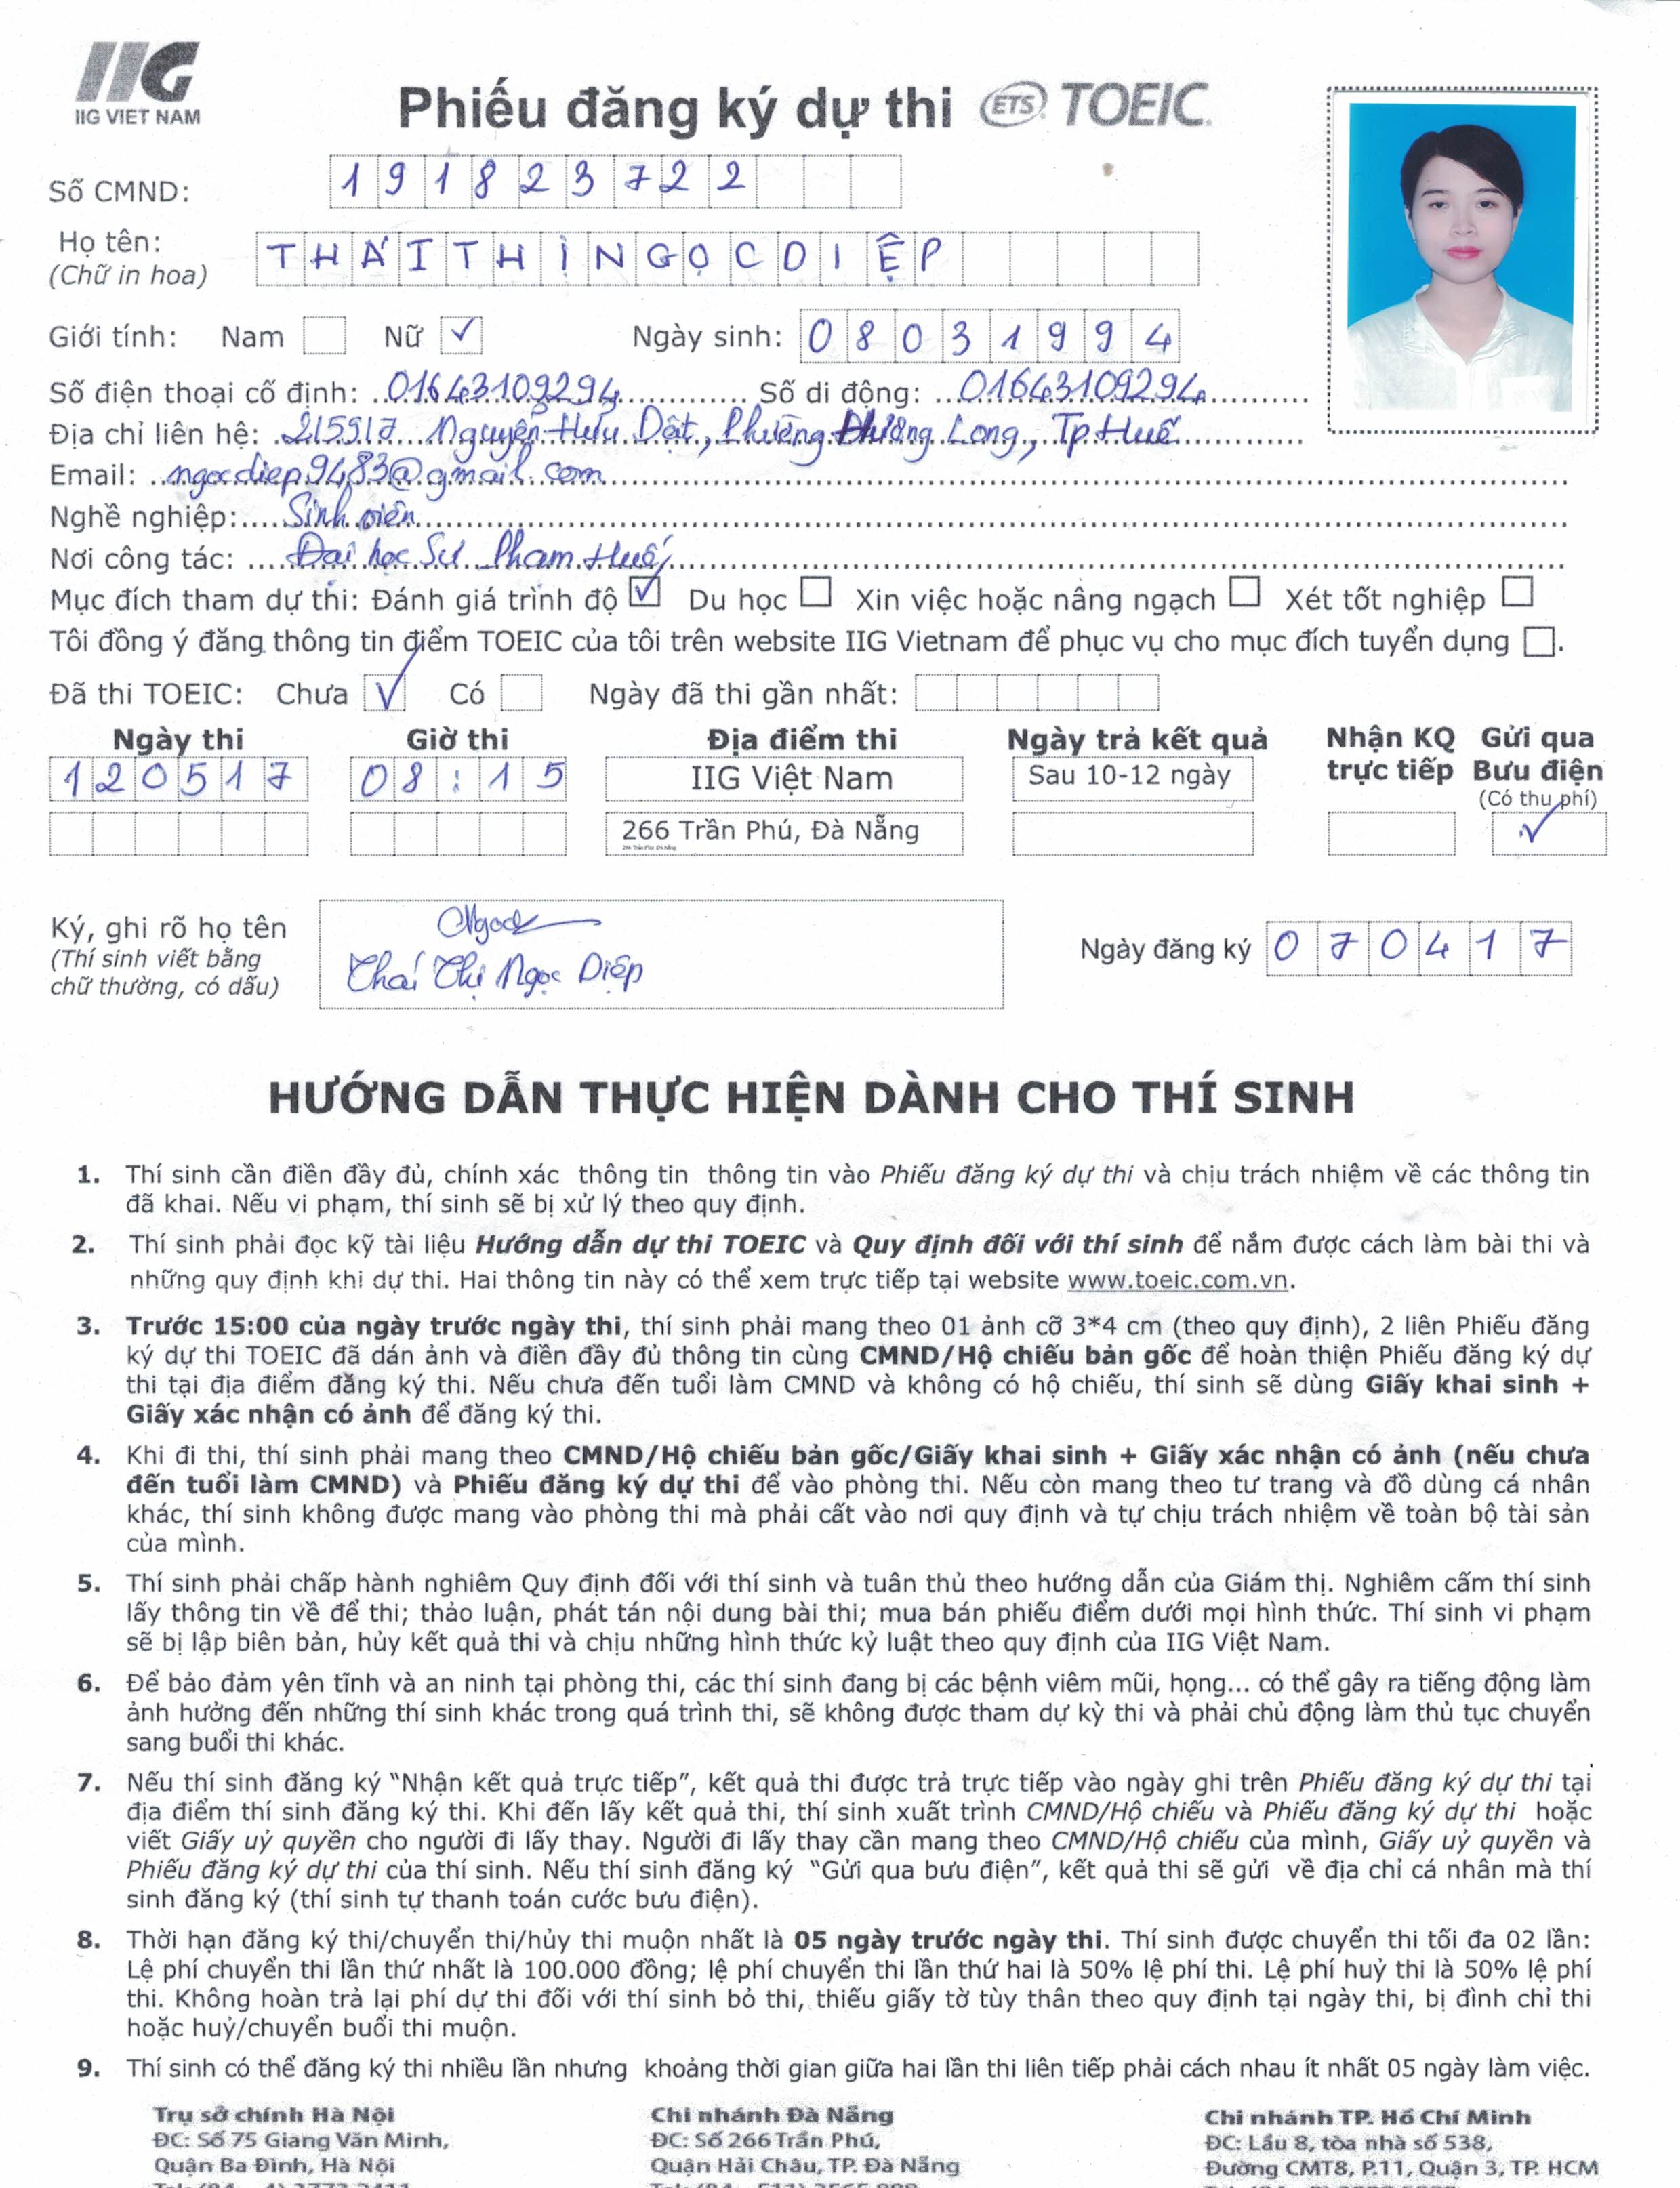 IIG
IIG VIET NAM
Phiếu đăng ký dự thi ETS TOEIC
Số CMND: 191823722
Họ tên: THÁI THỊ NGỌC DIỆP
(Chữ in hoa)
Giới tính: Nam Nữ ✓ Ngày sinh: 08031994
Số điện thoại cố định: 01643109294 Số di động: 01643109294
Địa chỉ liên hệ: Nguyễn Hữu Dật, Phường Hương Long, Tp Huế
Email: ngocdiep9483@gmail.com
Nghề nghiệp: Sinh viên
Nơi công tác: Đại học Sư Phạm Huế
Mục đích tham dự thi: Đánh giá trình độ ✓ Du học Xin việc hoặc nâng ngạch Xét tốt nghiệp
Tôi đồng ý đăng thông tin điểm TOEIC của tôi trên website IIG Vietnam để phục vụ cho mục đích tuyển dụng .
Đã thi TOEIC: Chưa ✓ Có Ngày đã thi gần nhất:
Ngày thi Giờ thi Địa điểm thi Ngày trả kết quả Nhận KQ trực tiếp Gửi qua Bưu điện
(Có thu phí)
120517 08:15 IIG Việt Nam Sau 10-12 ngày
266 Trần Phú, Đà Nẵng ✓
266 Trần Phú, Đà Nẵng
Ký, ghi rõ họ tên
(Thí sinh viết bằng
chữ thường, có dấu)
Ngọc
Thái Thị Ngọc Diệp
Ngày đăng ký 070417
HƯỚNG DẪN THỰC HIỆN DÀNH CHO THÍ SINH
1. Thí sinh cần điền đầy đủ, chính xác thông tin thông tin vào Phiếu đăng ký dự thi và chịu trách nhiệm về các thông tin
đã khai. Nếu vi phạm, thí sinh sẽ bị xử lý theo quy định.
2. Thí sinh phải đọc kỹ tài liệu Hướng dẫn dự thi TOEIC và Quy định đối với thí sinh để nắm được cách làm bài thi và
những quy định khi dự thi. Hai thông tin này có thể xem trực tiếp tại website www.toeic.com.vn.
3. Trước 15:00 của ngày trước ngày thi, thí sinh phải mang theo 01 ảnh cỡ 3*4 cm (theo quy định), 2 liên Phiếu đăng
ký dự thi TOEIC đã dán ảnh và điền đầy đủ thông tin cùng CMND/Hộ chiếu bản gốc để hoàn thiện Phiếu đăng ký dự
thi tại địa điểm đăng ký thi. Nếu chưa đến tuổi làm CMND và không có hộ chiếu, thí sinh sẽ dùng Giấy khai sinh +
Giấy xác nhận có ảnh để đăng ký thi.
4. Khi đi thi, thí sinh phải mang theo CMND/Hộ chiếu bản gốc/Giấy khai sinh + Giấy xác nhận có ảnh (nếu chưa
đến tuổi làm CMND) và Phiếu đăng ký dự thi để vào phòng thi. Nếu còn mang theo tư trang và đồ dùng cá nhân
khác, thí sinh không được mang vào phòng thi mà phải cất vào nơi quy định và tự chịu trách nhiệm về toàn bộ tài sản
của mình.
5. Thí sinh phải chấp hành nghiêm Quy định đối với thí sinh và tuân thủ theo hướng dẫn của Giám thị. Nghiêm cấm thí sinh
lấy thông tin về để thi; thảo luận, phát tán nội dung bài thi; mua bán phiếu điểm dưới mọi hình thức. Thí sinh vi phạm
sẽ bị lập biên bản, hủy kết quả thi và chịu những hình thức kỷ luật theo quy định của IIG Việt Nam.
6. Để bảo đảm yên tĩnh và an ninh tại phòng thi, các thí sinh đang bị các bệnh viêm mũi, họng... có thể gây ra tiếng động làm
ảnh hưởng đến những thí sinh khác trong quá trình thi, sẽ không được tham dự kỳ thi và phải chủ động làm thủ tục chuyển
sang buổi thi khác.
7. Nếu thí sinh đăng ký “Nhận kết quả trực tiếp”, kết quả thi được trả trực tiếp vào ngày ghi trên Phiếu đăng ký dự thi tại
địa điểm thí sinh đăng ký thi. Khi đến lấy kết quả thi, thí sinh xuất trình CMND/Hộ chiếu và Phiếu đăng ký dự thi hoặc
viết Giấy uỷ quyền cho người đi lấy thay. Người đi lấy thay cần mang theo CMND/Hộ chiếu của mình, Giấy uỷ quyền và
Phiếu đăng ký dự thi của thí sinh. Nếu thí sinh đăng ký “Gửi qua bưu điện”, kết quả thi sẽ gửi về địa chỉ cá nhân mà thí
sinh đăng ký (thí sinh tự thanh toán cước bưu điện).
8. Thời hạn đăng ký thi/chuyển thi/hủy thi muộn nhất là 05 ngày trước ngày thi. Thí sinh được chuyển thi tối đa 02 lần:
Lệ phí chuyển thi lần thứ nhất là 100.000 đồng; lệ phí chuyển thi lần thứ hai là 50% lệ phí thi. Lệ phí huỷ thi là 50% lệ phí
thi. Không hoàn trả lại phí dự thi đối với thí sinh bỏ thi, thiếu giấy tờ tùy thân theo quy định tại ngày thi, bị đình chỉ thi
hoặc huỷ/chuyển buổi thi muộn.
9. Thí sinh có thể đăng ký thi nhiều lần nhưng khoảng thời gian giữa hai lần thi liên tiếp phải cách nhau ít nhất 05 ngày làm việc.
Trụ sở chính Hà Nội Chi nhánh Đà Nẵng Chi nhánh TP. Hồ Chí Minh
ĐC: Số 75 Giang Văn Minh, ĐC: Số 266 Trần Phú, ĐC: Lầu 8, tòa nhà số 538,
Quận Ba Đình, Hà Nội Quận Hải Châu, TP. Đà Nẵng Đường CMT8, P.11, Quận 3, TP. HCM